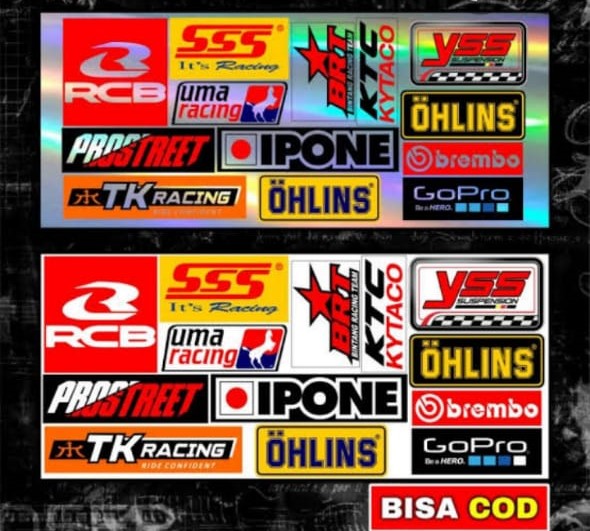 RCB
SSS
It's Racing
uma
racing
BRT
BINTANG RACING TEAM
KTC
KYTACO
yss
SUSPENSION
ÖHLINS
PROSTREET
IPONE
brembo
TK RACING
RIDE CONFIDENT
ÖHLINS
GoPro
Be a HERO.
RCB
SSS
It's Racing
uma
racing
BRT
BINTANG RACING TEAM
KTC
KYTACO
yss
SUSPENSION
ÖHLINS
PROSTREET
IPONE
brembo
TK RACING
RIDE CONFIDENT
ÖHLINS
GoPro
Be a HERO.
BISA COD